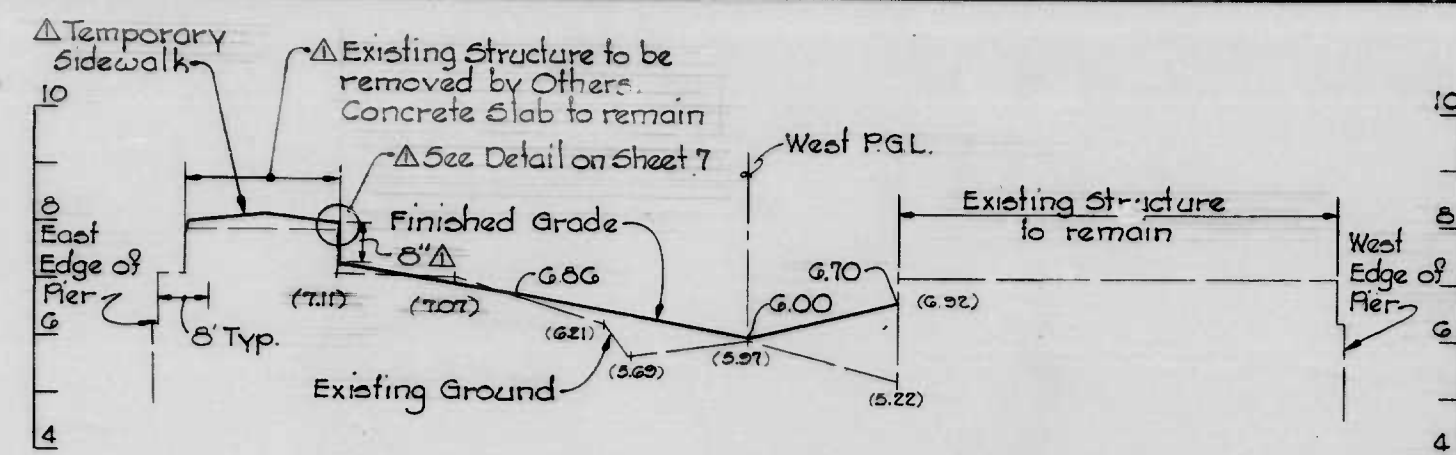 ⚠ Temporary
Sidewalk
⚠ Existing Structure to be
removed by Others.
Concrete Slab to remain
⚠ See Detail on Sheet 7
West P.G.L.
10
8
6
4
East
Edge of
Pier
8' Typ.
8" ⚠
Finished Grade
6.86
6.00
6.70
(7.11)
(7.07)
(6.21)
(5.69)
(5.97)
(5.22)
(6.92)
Existing Ground
Existing Structure
to remain
West
Edge of
Pier
10
8
6
4